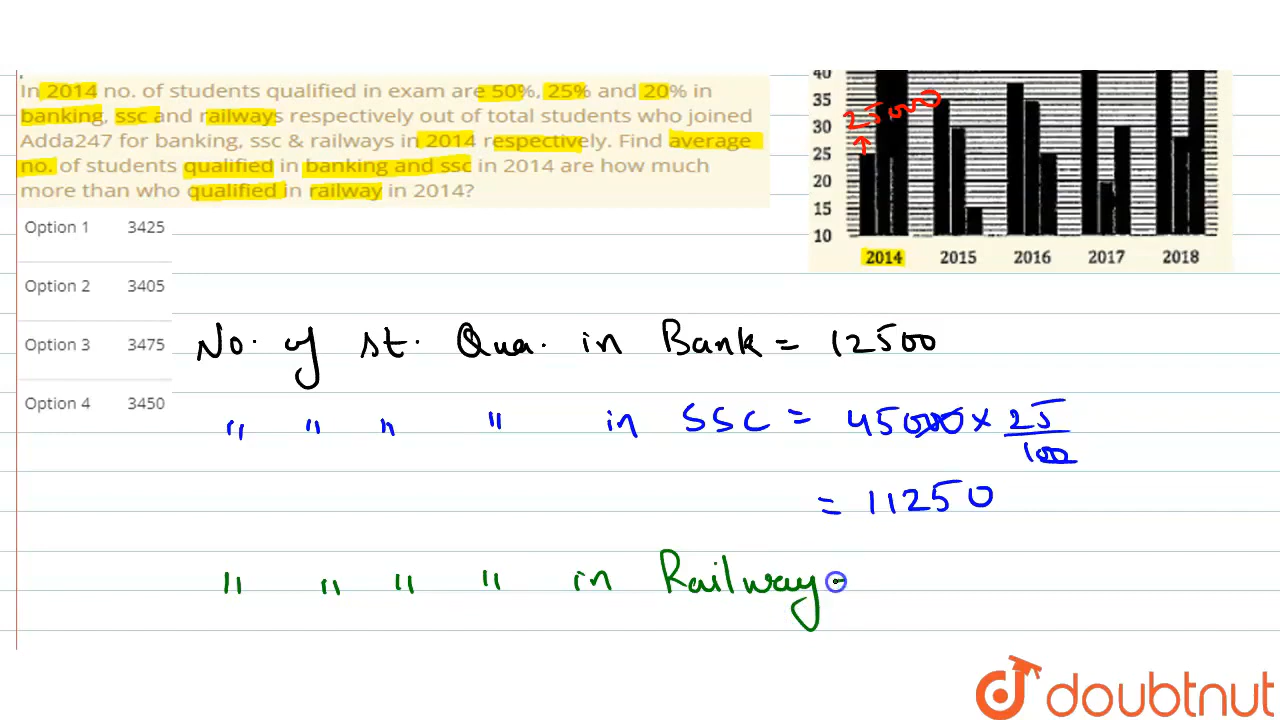 In 2014 no. of students qualified in exam are 50%, 25% and 20% in
banking, ssc and railways respectively out of total students who joined
Adda247 for banking, ssc & railways in 2014 respectively. Find average
no. of students qualified in banking and ssc in 2014 are how much
more than who qualified in railway in 2014?
Option 1 3425
Option 2 3405
Option 3 3475
Option 4 3450
40
35
30
25
20
15
10
25000
2014 2015 2016 2017 2018
No. of st. Qua. in Bank = 12500
" " " " in SSC = 45000 × 25/100
= 11250
" " " " in Railway =
doubtnut